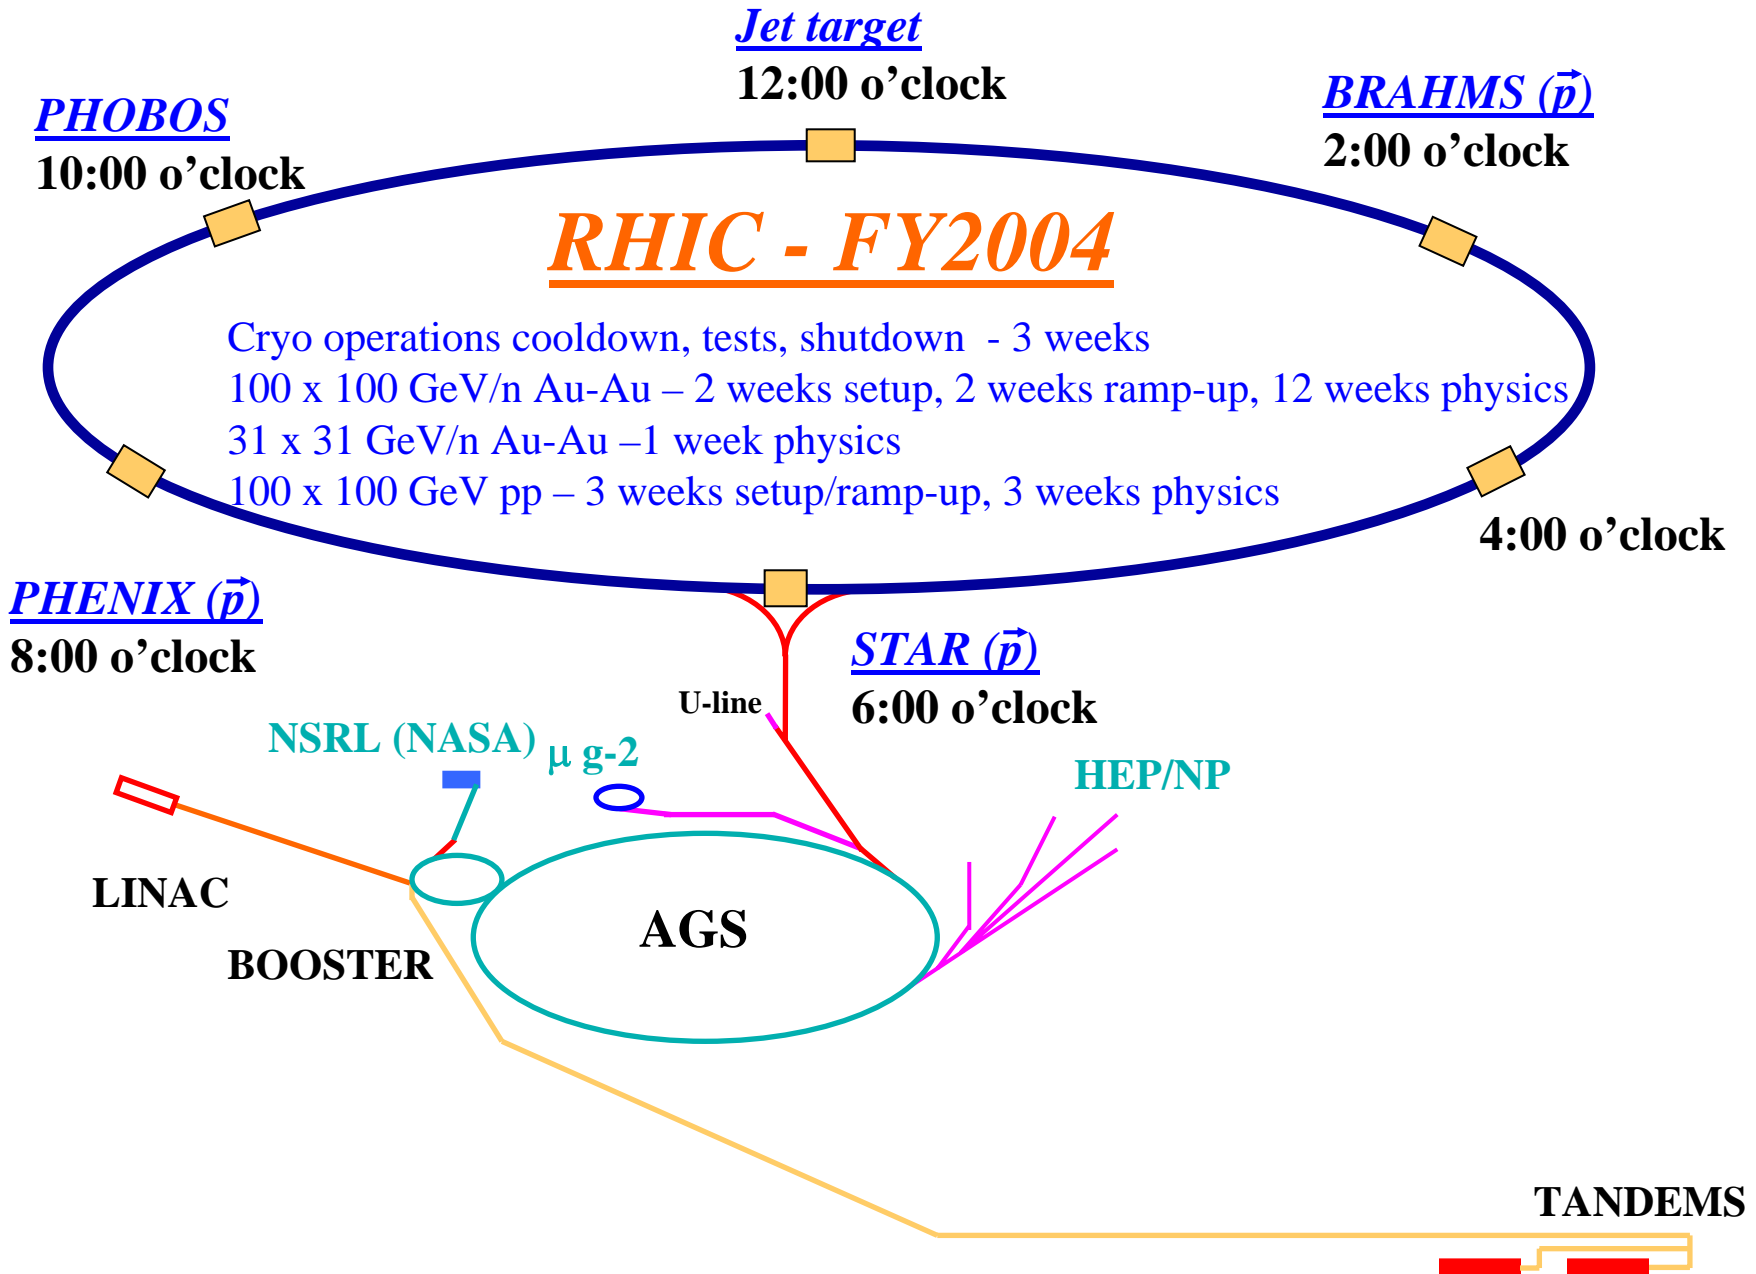 Jet target
12:00 o’clock
BRAHMS (p⃗)
2:00 o’clock
PHOBOS
10:00 o’clock
RHIC - FY2004
Cryo operations cooldown, tests, shutdown - 3 weeks
100 x 100 GeV/n Au-Au – 2 weeks setup, 2 weeks ramp-up, 12 weeks physics
31 x 31 GeV/n Au-Au –1 week physics
100 x 100 GeV pp – 3 weeks setup/ramp-up, 3 weeks physics
4:00 o’clock
PHENIX (p⃗)
8:00 o’clock
STAR (p⃗)
6:00 o’clock
U-line
NSRL (NASA)
μ g-2
HEP/NP
LINAC
BOOSTER
AGS
TANDEMS